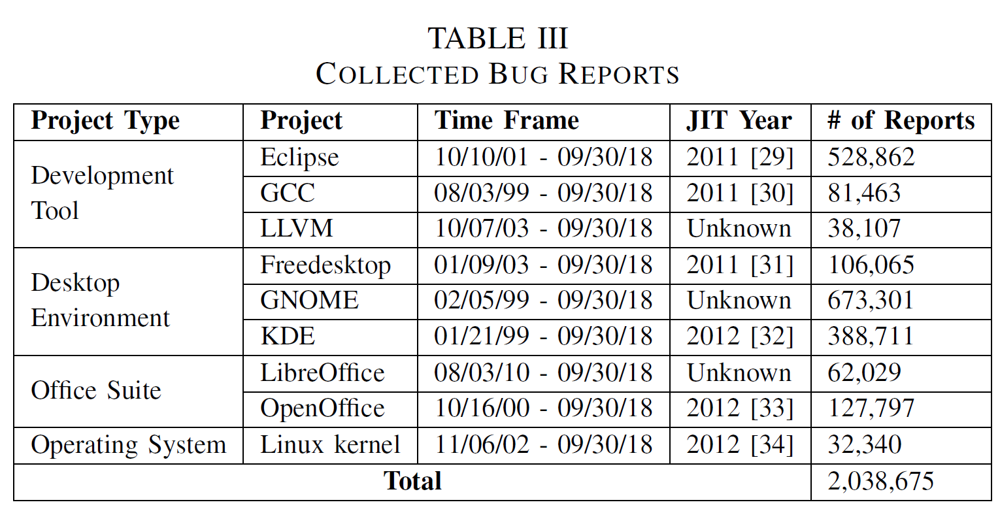 TABLE III
COLLECTED BUG REPORTS
Project Type Project Time Frame JIT Year # of Reports
Development Tool Eclipse 10/10/01 - 09/30/18 2011 [29] 528,862
GCC 08/03/99 - 09/30/18 2011 [30] 81,463
LLVM 10/07/03 - 09/30/18 Unknown 38,107
Desktop Environment Freedesktop 01/09/03 - 09/30/18 2011 [31] 106,065
GNOME 02/05/99 - 09/30/18 Unknown 673,301
KDE 01/21/99 - 09/30/18 2012 [32] 388,711
Office Suite LibreOffice 08/03/10 - 09/30/18 Unknown 62,029
OpenOffice 10/16/00 - 09/30/18 2012 [33] 127,797
Operating System Linux kernel 11/06/02 - 09/30/18 2012 [34] 32,340
Total 2,038,675